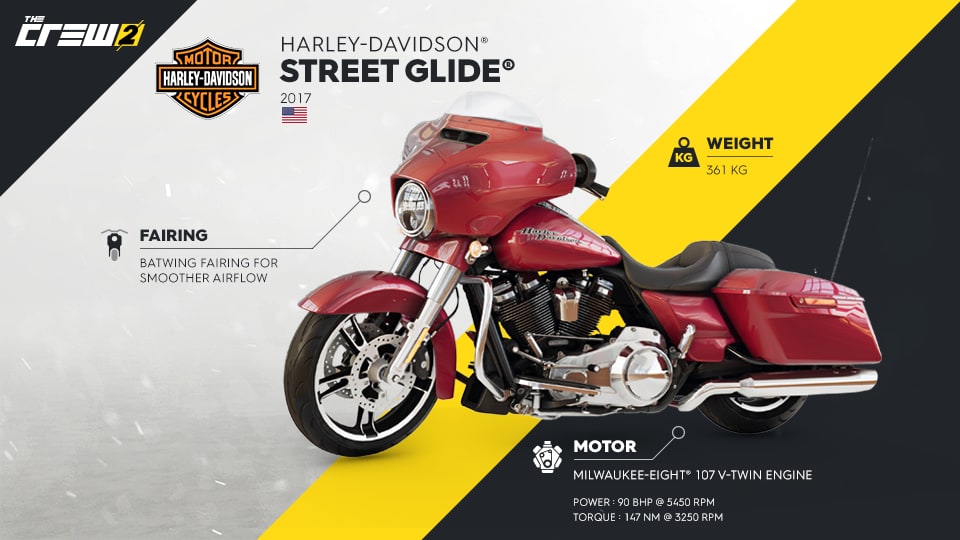 THE
CREW 2
MOTOR
HARLEY-DAVIDSON
CYCLES
HARLEY-DAVIDSON®
STREET GLIDE®
2017
KG
WEIGHT
361 KG
FAIRING
BATWING FAIRING FOR
SMOOTHER AIRFLOW
Harley-
Davidson
MOTOR
MILWAUKEE-EIGHT® 107 V-TWIN ENGINE
POWER : 90 BHP @ 5450 RPM
TORQUE : 147 NM @ 3250 RPM